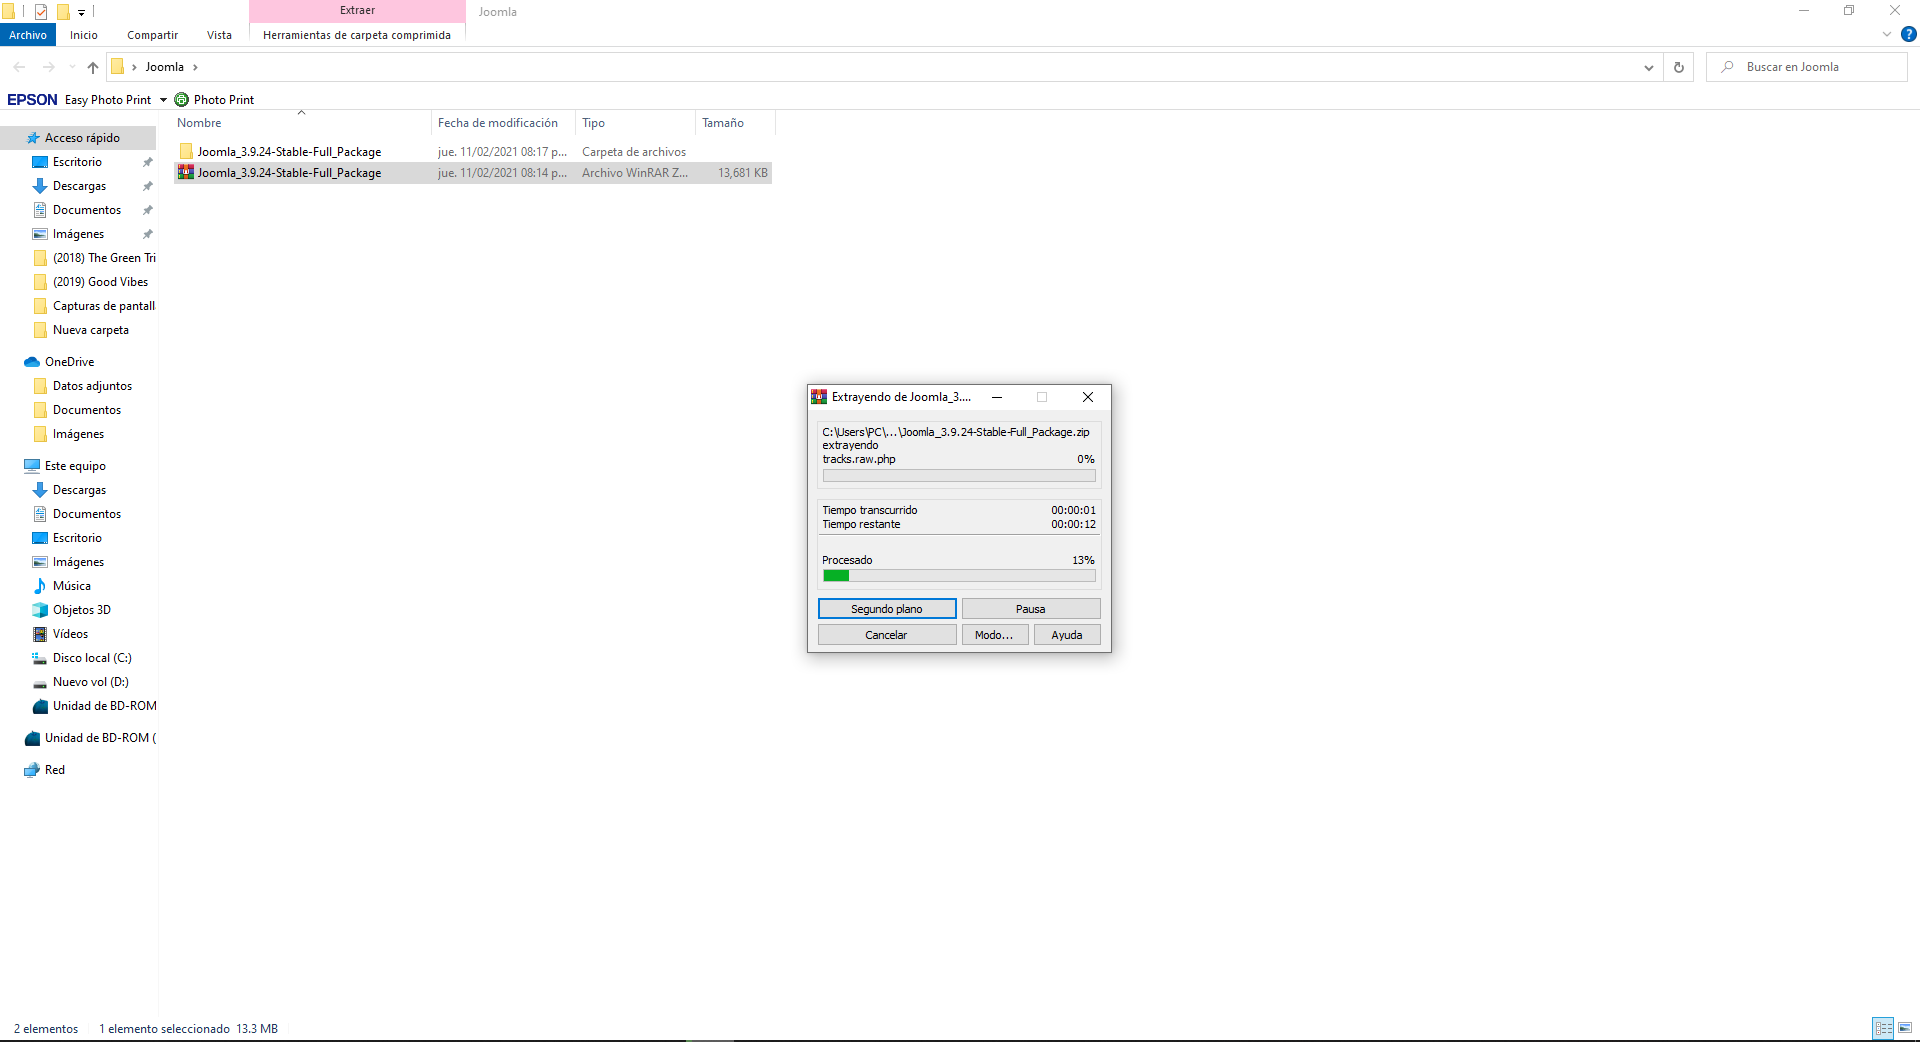 Extraer
Joomla
Archivo Inicio Compartir Vista Herramientas de carpeta comprimida
Joomla
Buscar en Joomla
EPSON Easy Photo Print Photo Print
Nombre Fecha de modificación Tipo Tamaño
Joomla_3.9.24-Stable-Full_Package jue. 11/02/2021 08:17 p... Carpeta de archivos
Joomla_3.9.24-Stable-Full_Package jue. 11/02/2021 08:14 p... Archivo WinRAR Z... 13,681 KB
Acceso rápido
Escritorio
Descargas
Documentos
Imágenes
(2018) The Green Tri
(2019) Good Vibes
Capturas de pantall
Nueva carpeta
OneDrive
Datos adjuntos
Documentos
Imágenes
Este equipo
Descargas
Documentos
Escritorio
Imágenes
Música
Objetos 3D
Vídeos
Disco local (C:)
Nuevo vol (D:)
Unidad de BD-ROM
Unidad de BD-ROM (
Red
Extrayendo de Joomla_3....
C:\Users\PC\...\Joomla_3.9.24-Stable-Full_Package.zip
extrayendo
tracks.raw.php 0%
Tiempo transcurrido 00:00:01
Tiempo restante 00:00:12
Procesado 13%
Segundo plano Pausa
Cancelar Modo... Ayuda
2 elementos 1 elemento seleccionado 13.3 MB